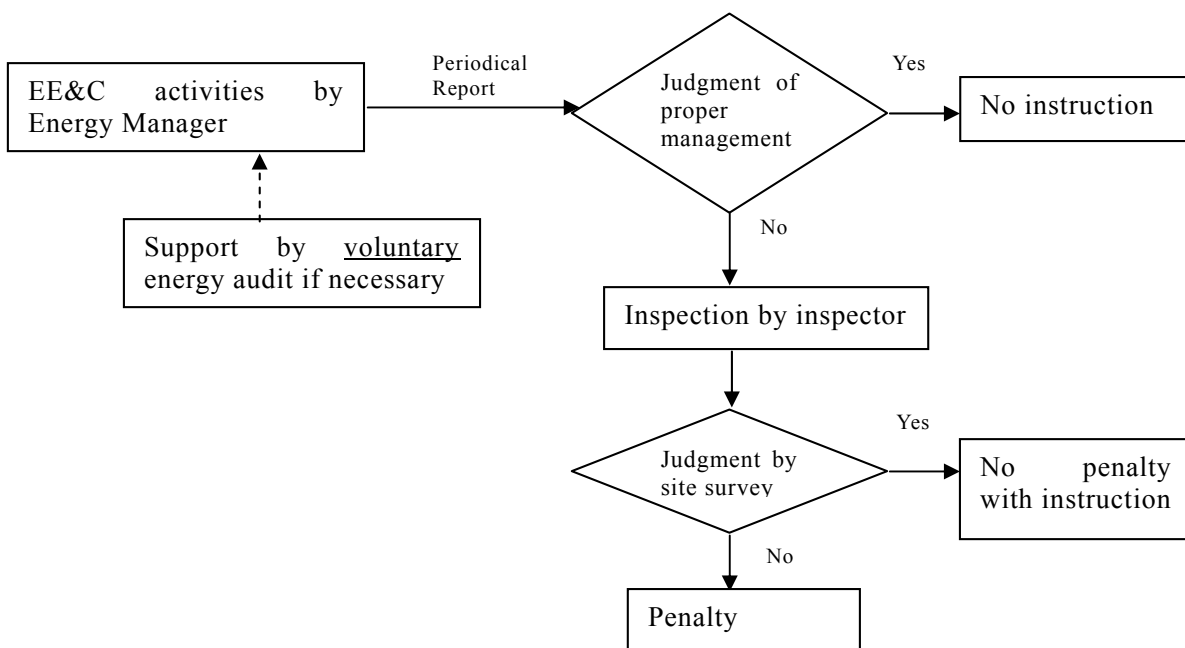 EE&C activities by
Energy Manager
Periodical
Report
Judgment of
proper
management
Yes
No instruction
Support by voluntary
energy audit if necessary
No
Inspection by inspector
Judgment by
site survey
Yes
No penalty
with instruction
No
Penalty